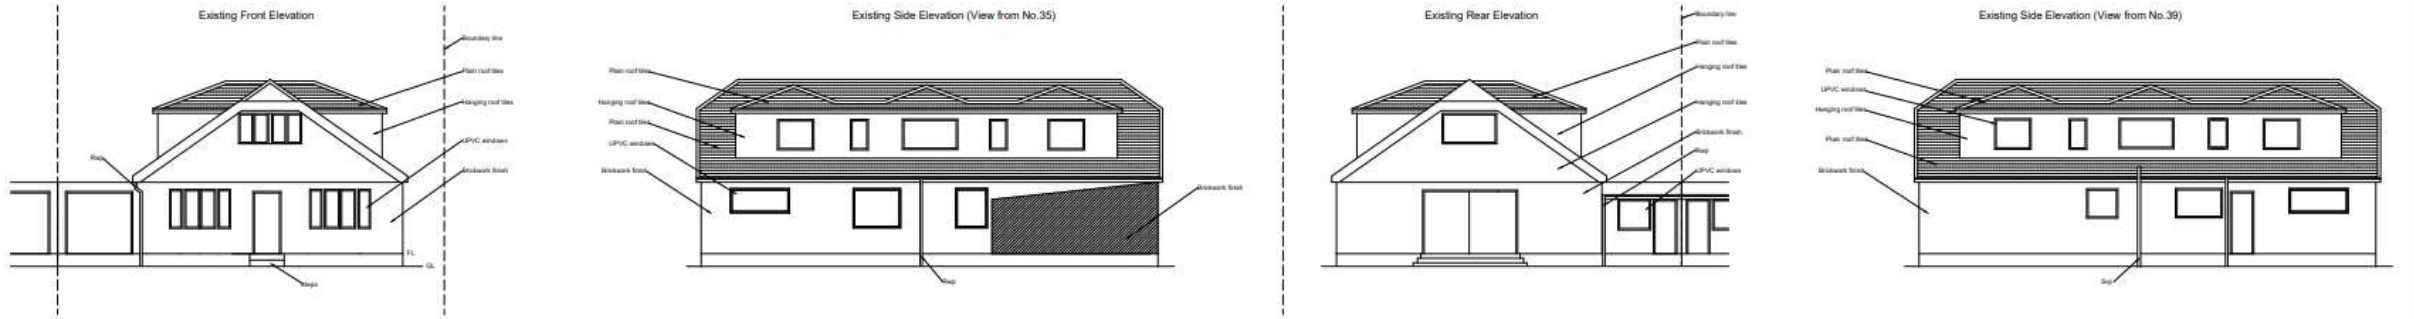 Existing Front Elevation
Boundary line
Plain roof tiles
Hanging roof tiles
Rwp
UPVC windows
Brickwork finish
FL
GL
Steps
Existing Side Elevation (View from No.35)
Plain roof tiles
Hanging roof tiles
Plain roof tiles
UPVC windows
Brickwork finish
Brickwork finish
Rwp
Existing Rear Elevation
Boundary line
Plain roof tiles
Hanging roof tiles
Hanging roof tiles
Brickwork finish
Rwp
UPVC windows
Existing Side Elevation (View from No.39)
Plain roof tiles
UPVC windows
Hanging roof tiles
Plain roof tiles
Brickwork finish
Svp